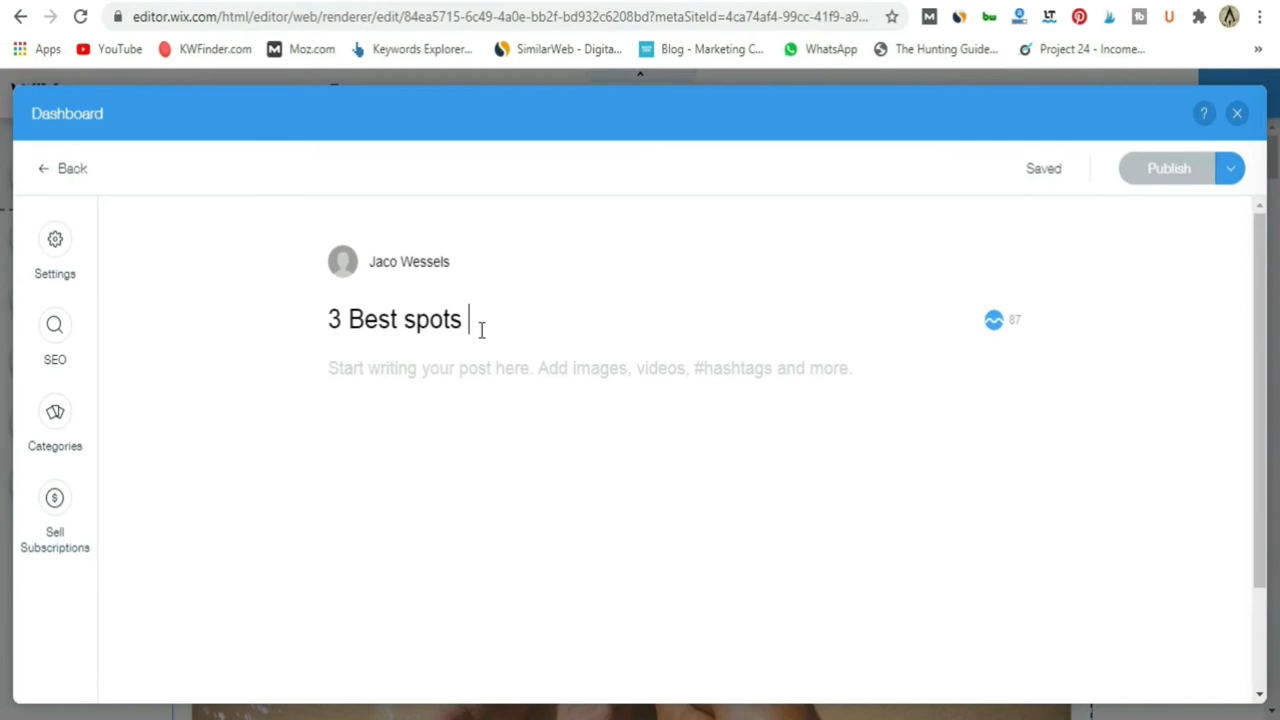 editor.wix.com/html/editor/web/renderer/edit/84ea5715-6c49-4a0e-bb2f-bd932c6208bd?metaSiteId=4ca74af4-99cc-41f9-a9...
Apps YouTube KWFinder.com Moz.com Keywords Explorer... SimilarWeb - Digita... Blog - Marketing C... WhatsApp The Hunting Guide... Project 24 - Income... »
Dashboard ? ×
← Back Saved Publish
Jaco Wessels
Settings
3 Best spots 87
SEO
Start writing your post here. Add images, videos, #hashtags and more.
Categories
Sell
Subscriptions